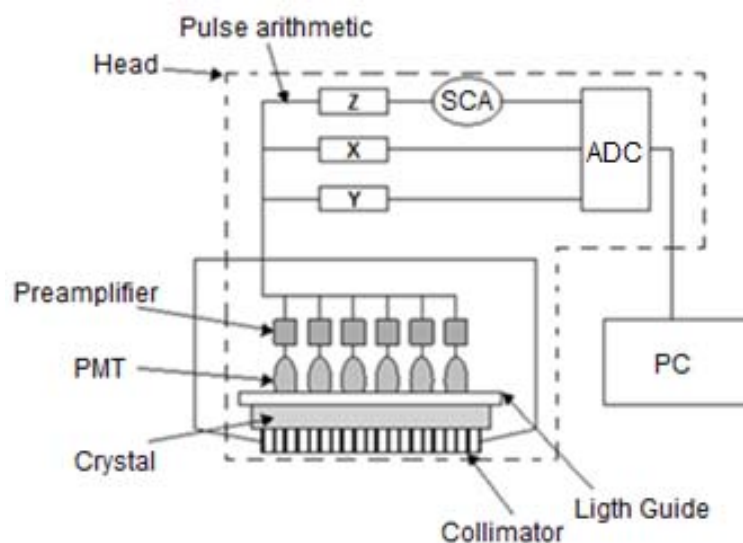 Pulse arithmetic
Head
Z
SCA
X
ADC
Y
Preamplifier
PMT
PC
Crystal
Ligth Guide
Collimator